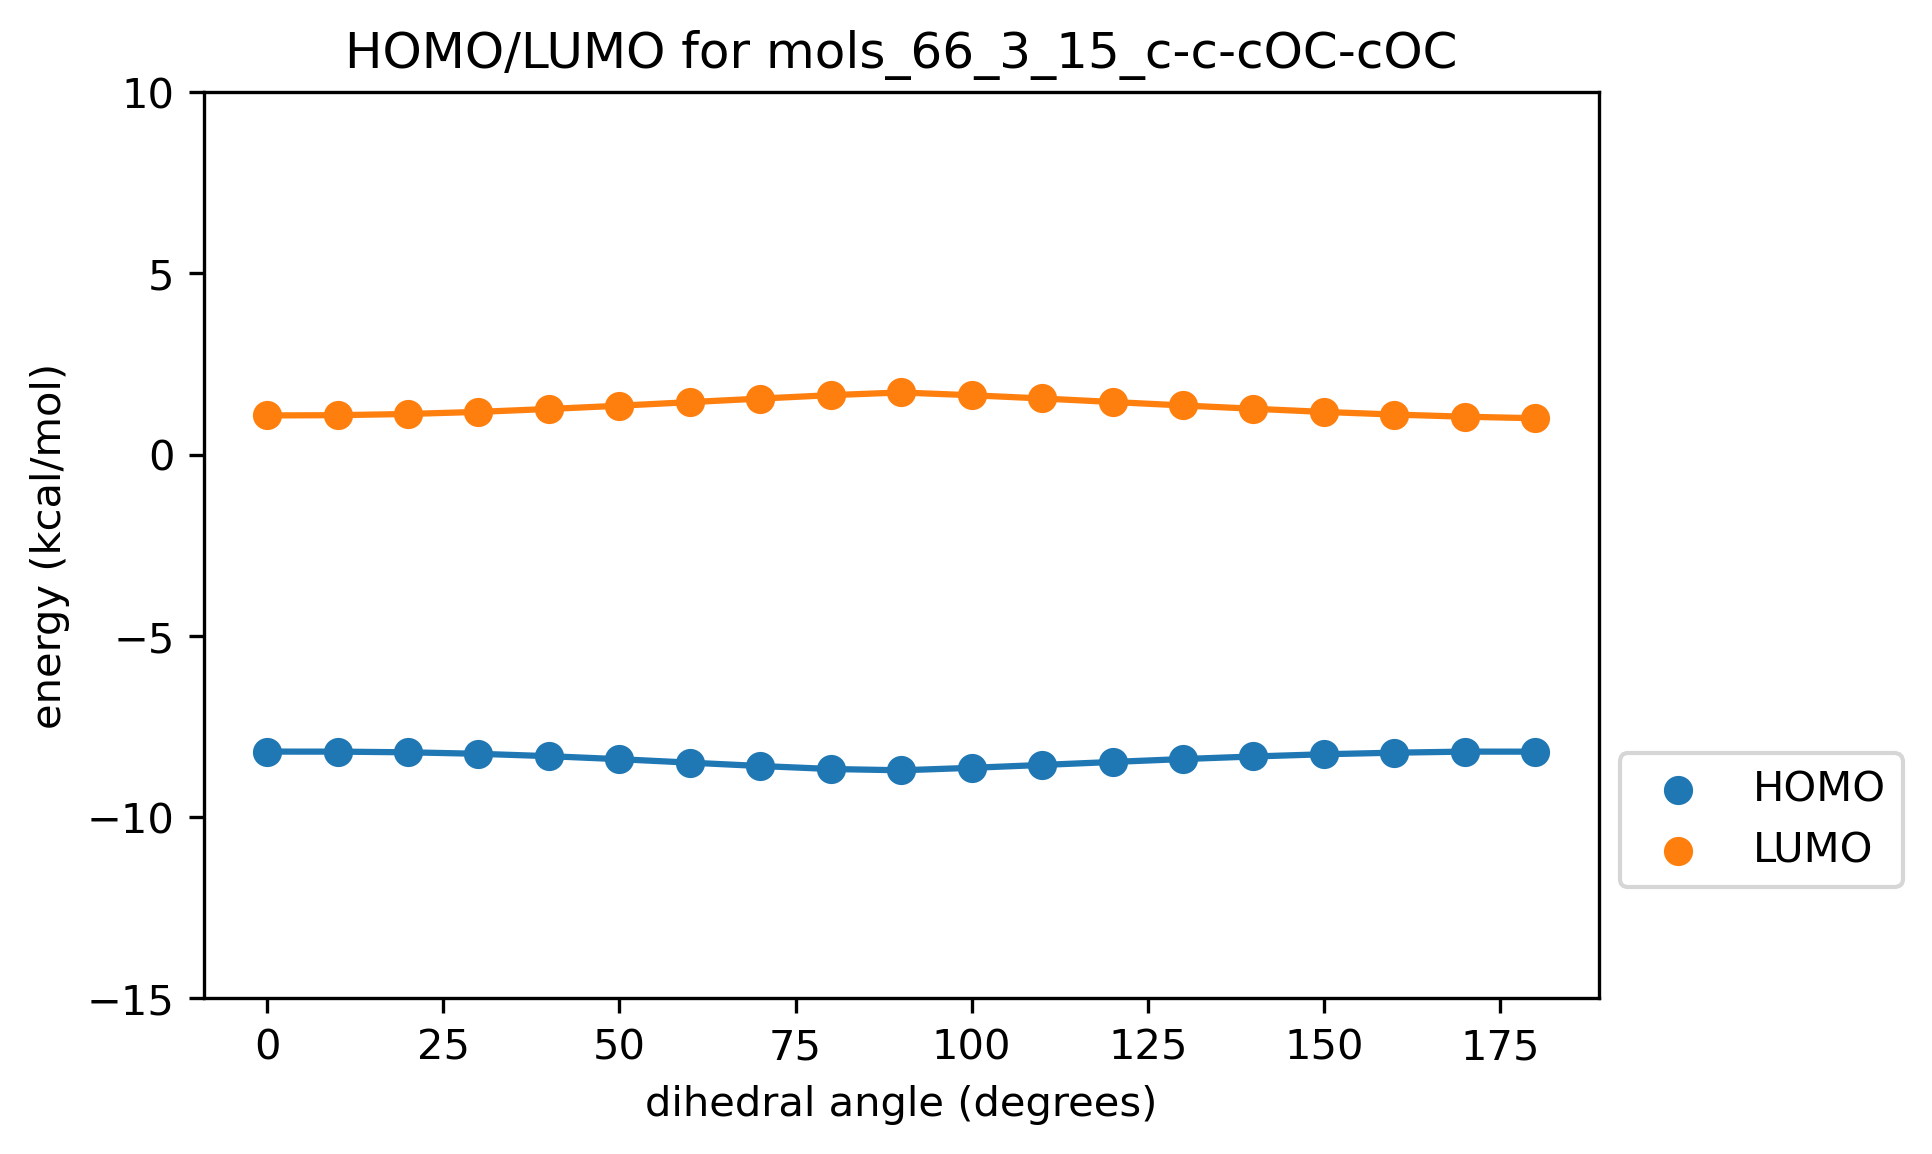 HOMO/LUMO for mols_66_3_15_c-c-cOC-cOC
10
5
0
−5
−10
−15
energy (kcal/mol)
0 25 50 75 100 125 150 175
dihedral angle (degrees)
HOMO
LUMO